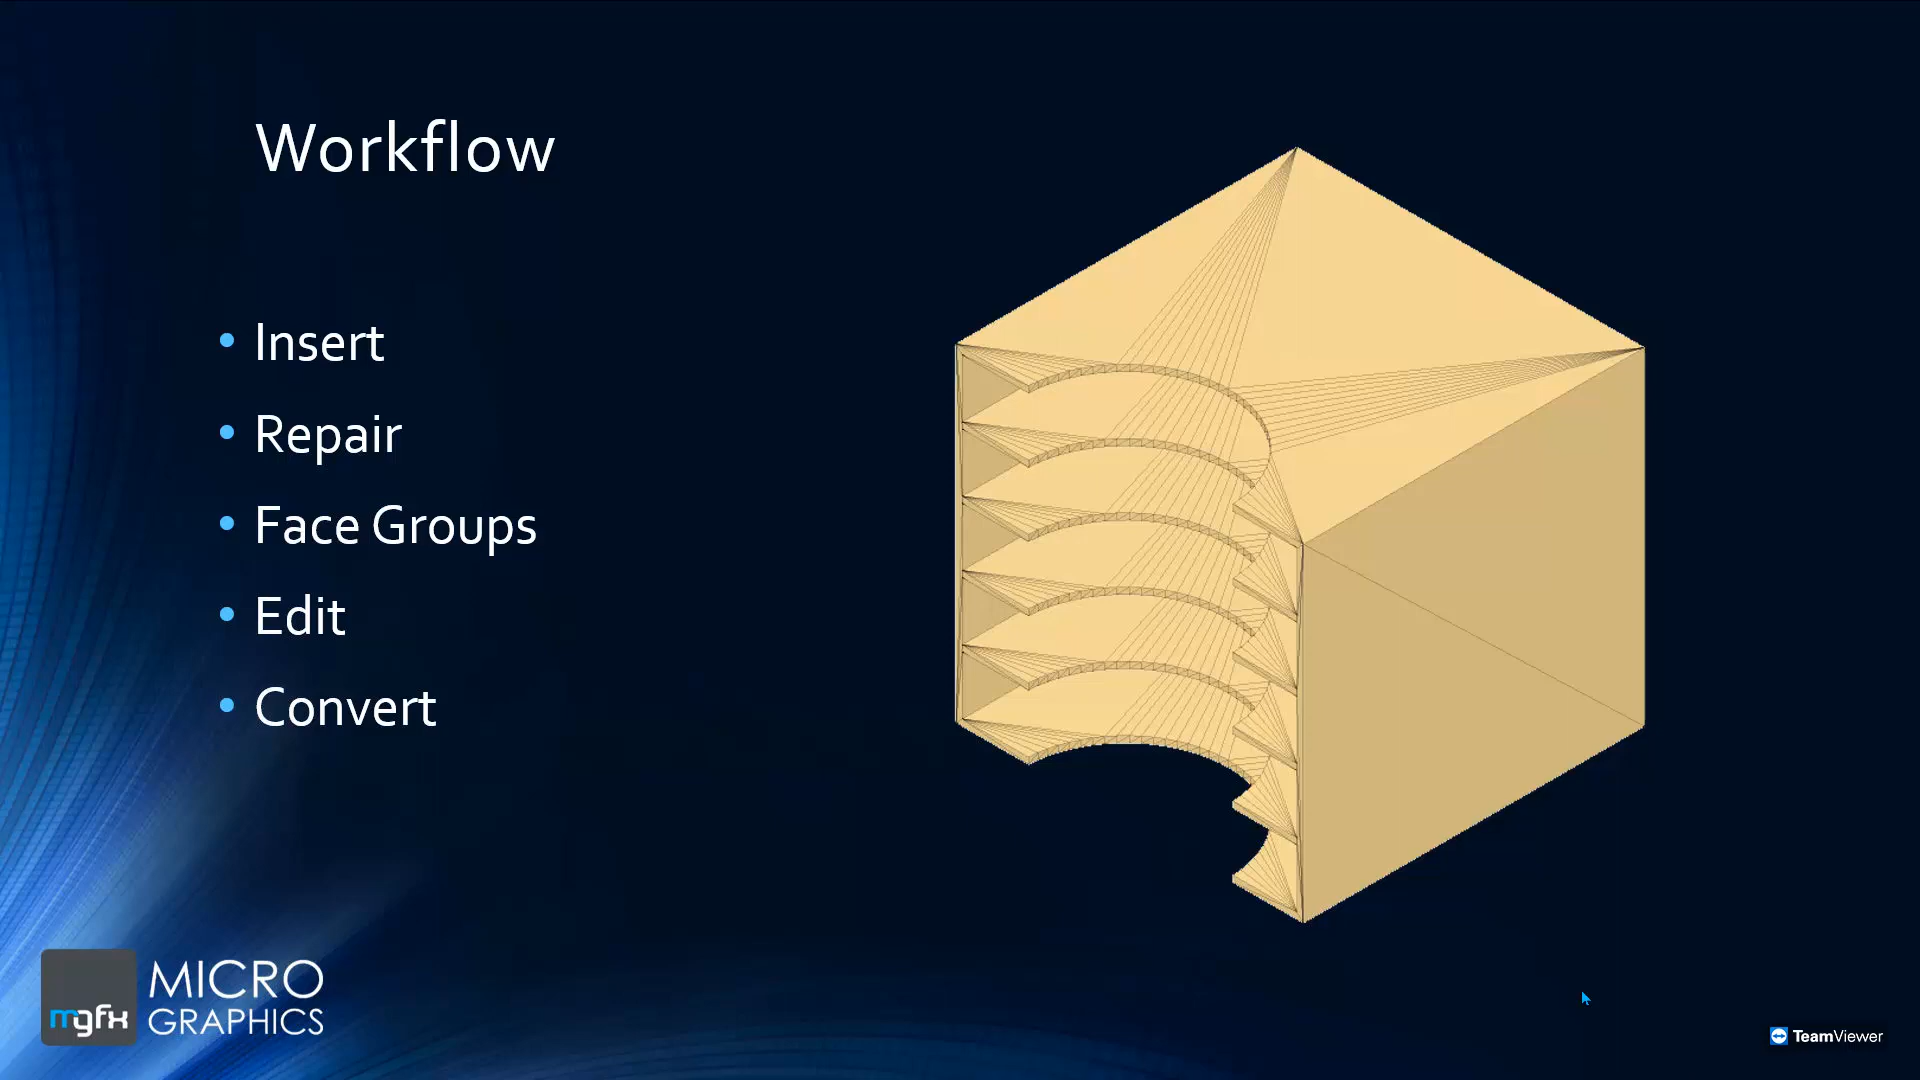 Workflow
• Insert
• Repair
• Face Groups
• Edit
• Convert
mgfx
MICRO
GRAPHICS
TeamViewer